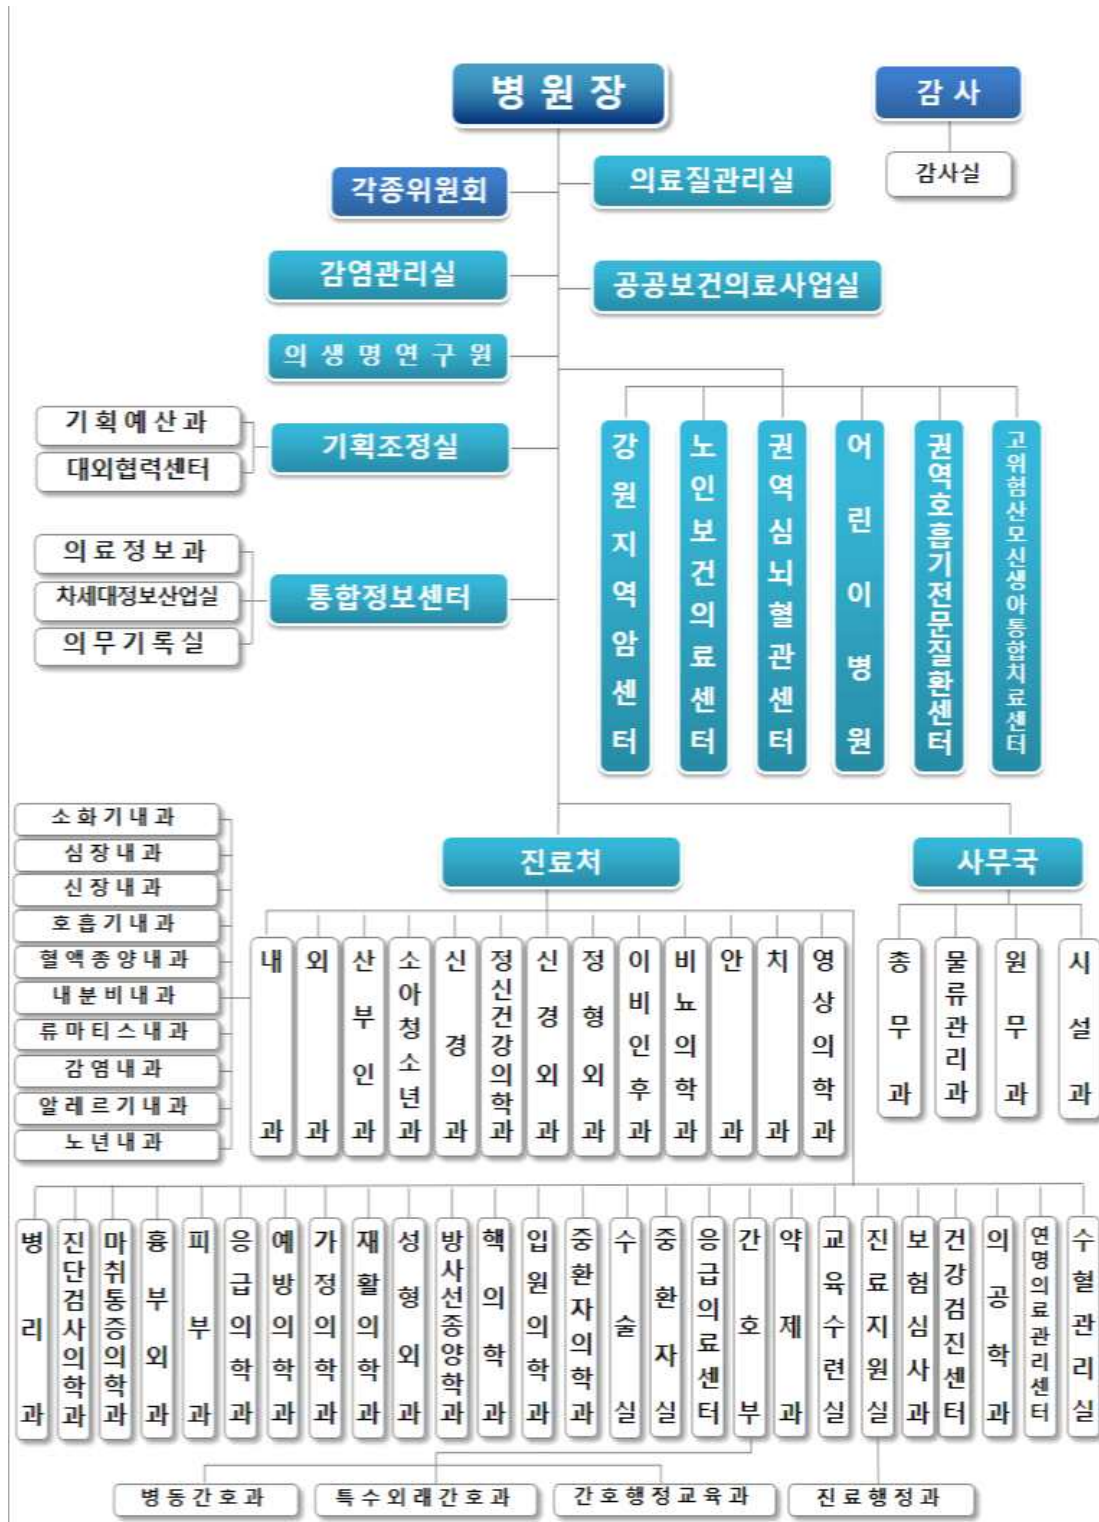 병원장
감사
감사실
각종위원회
의료질관리실
감염관리실
공공보건의료사업실
의생명연구원
기획예산과
대외협력센터
기획조정실
의료정보과
차세대정보산업실
의무기록실
통합정보센터
강원지역암센터
노인보건의료센터
권역심뇌혈관센터
어린이병원
권역호흡기전문질환센터
고위험산모신생아통합치료센터
진료처
사무국
소화기내과
심장내과
신장내과
호흡기내과
혈액종양내과
내분비내과
류마티스내과
감염내과
알레르기내과
노년내과
내과
외과
산부인과
소아청소년과
신경과
정신건강의학과
신경외과
정형외과
이비인후과
비뇨의학과
안과
치과
영상의학과
총무과
물류관리과
원무과
시설과
병리과
진단검사의학과
마취통증의학과
흉부외과
피부과
응급의학과
예방의학과
가정의학과
재활의학과
성형외과
방사선종양학과
핵의학과
입원의학과
중환자의학과
수술실
중환자실
응급의료센터
간호부
약제과
교육수련실
진료지원실
보험심사과
건강검진센터
의공학과
연명의료관리센터
수혈관리실
병동간호과
특수외래간호과
간호행정교육과
진료행정과